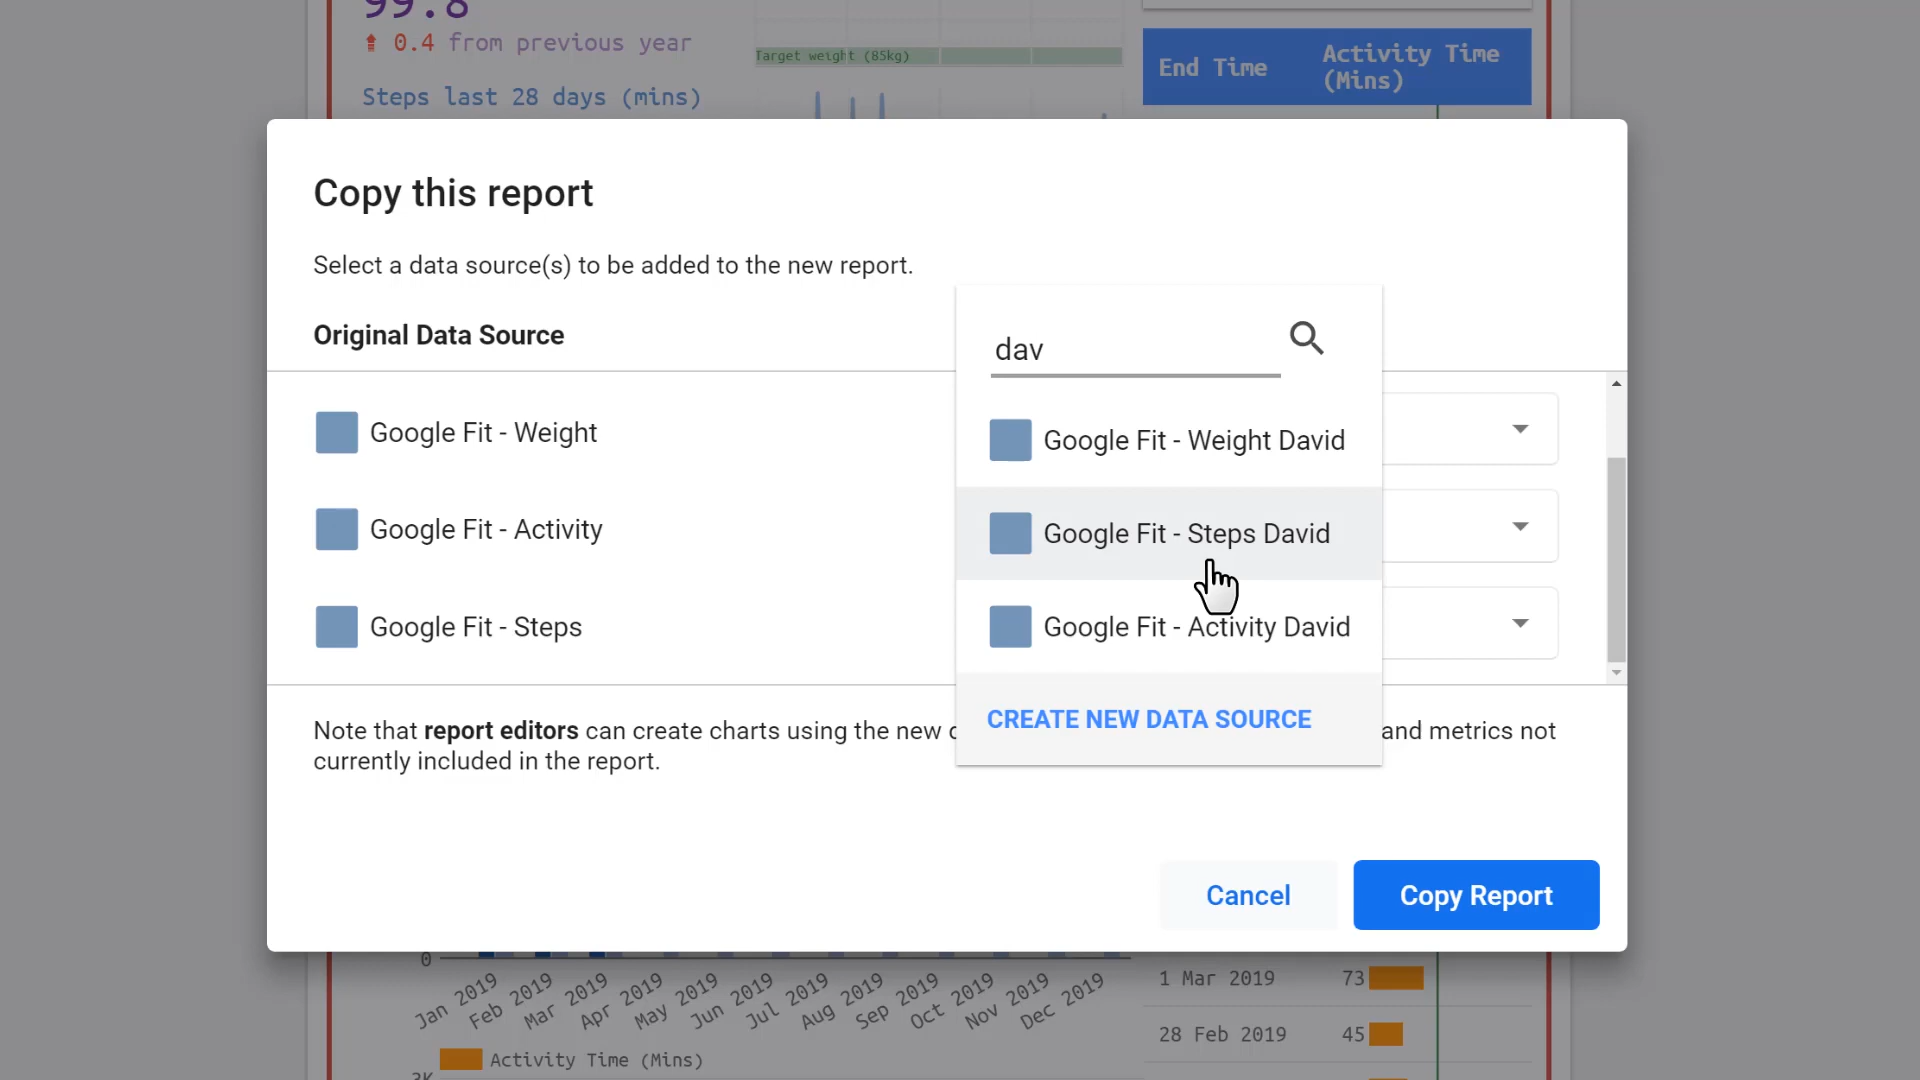 99.8
0.4 from previous year
Steps last 28 days (mins)
Target weight (85kg)
End Time
Activity Time
(Mins)
Copy this report
Select a data source(s) to be added to the new report.
Original Data Source
dav
Google Fit - Weight
Google Fit - Activity
Google Fit - Steps
Google Fit - Weight David
Google Fit - Steps David
Google Fit - Activity David
CREATE NEW DATA SOURCE
Note that report editors can create charts using the new and metrics not
currently included in the report.
Cancel
Copy Report
0
Jan 2019
Feb 2019
Mar 2019
Apr 2019
May 2019
Jun 2019
Jul 2019
Aug 2019
Sep 2019
Oct 2019
Nov 2019
Dec 2019
Activity Time (Mins)
1 Mar 2019 73
28 Feb 2019 45